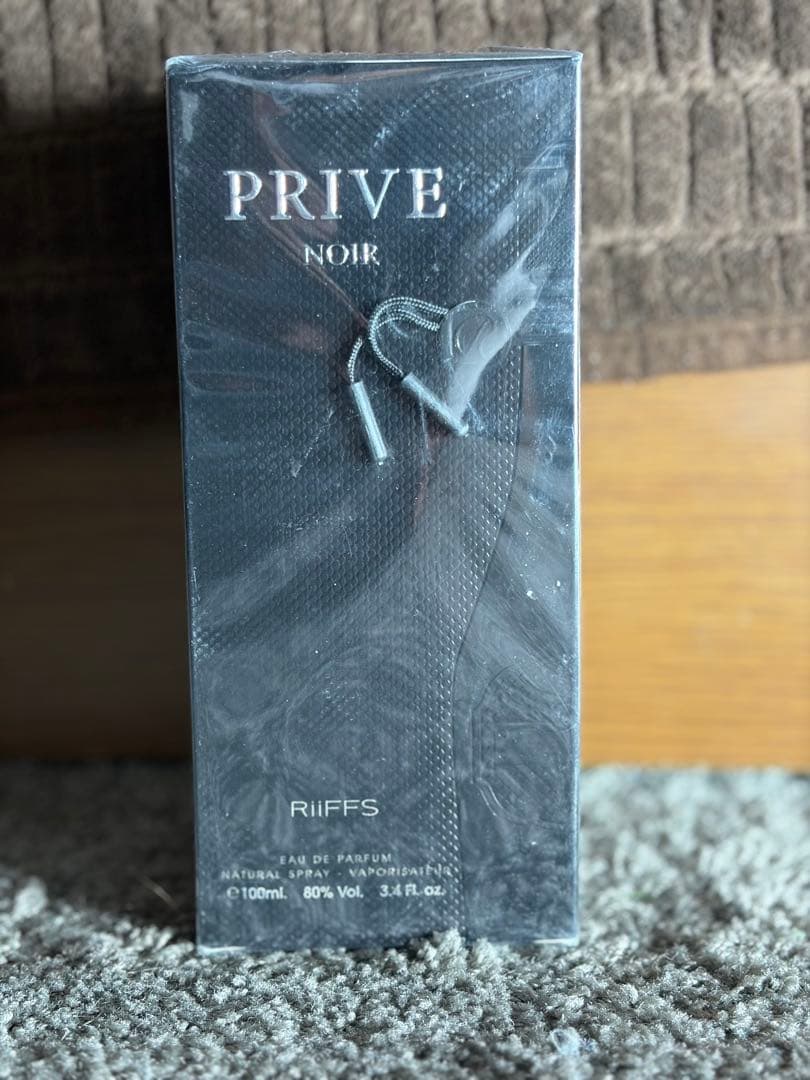 PRIVE
NOIR
RiiFFS
EAU DE PARFUM
NATURAL SPRAY - VAPORISATEUR
℮100ml. 80% Vol. 3.4 Fl. oz.